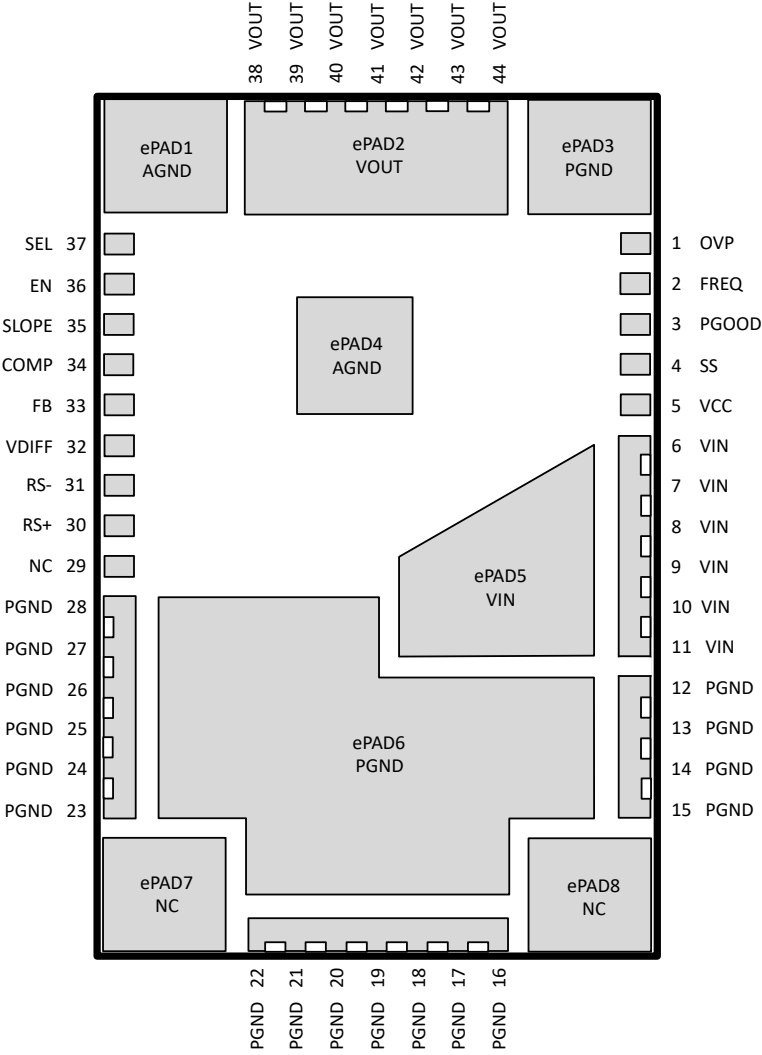 38 VOUT
39 VOUT
40 VOUT
41 VOUT
42 VOUT
43 VOUT
44 VOUT
ePAD1
AGND
ePAD2
VOUT
ePAD3
PGND
SEL 37
EN 36
SLOPE 35
COMP 34
FB 33
VDIFF 32
RS- 31
RS+ 30
NC 29
PGND 28
PGND 27
PGND 26
PGND 25
PGND 24
PGND 23
ePAD4
AGND
ePAD5
VIN
ePAD6
PGND
1 OVP
2 FREQ
3 PGOOD
4 SS
5 VCC
6 VIN
7 VIN
8 VIN
9 VIN
10 VIN
11 VIN
12 PGND
13 PGND
14 PGND
15 PGND
ePAD7
NC
ePAD8
NC
PGND 22
PGND 21
PGND 20
PGND 19
PGND 18
PGND 17
PGND 16